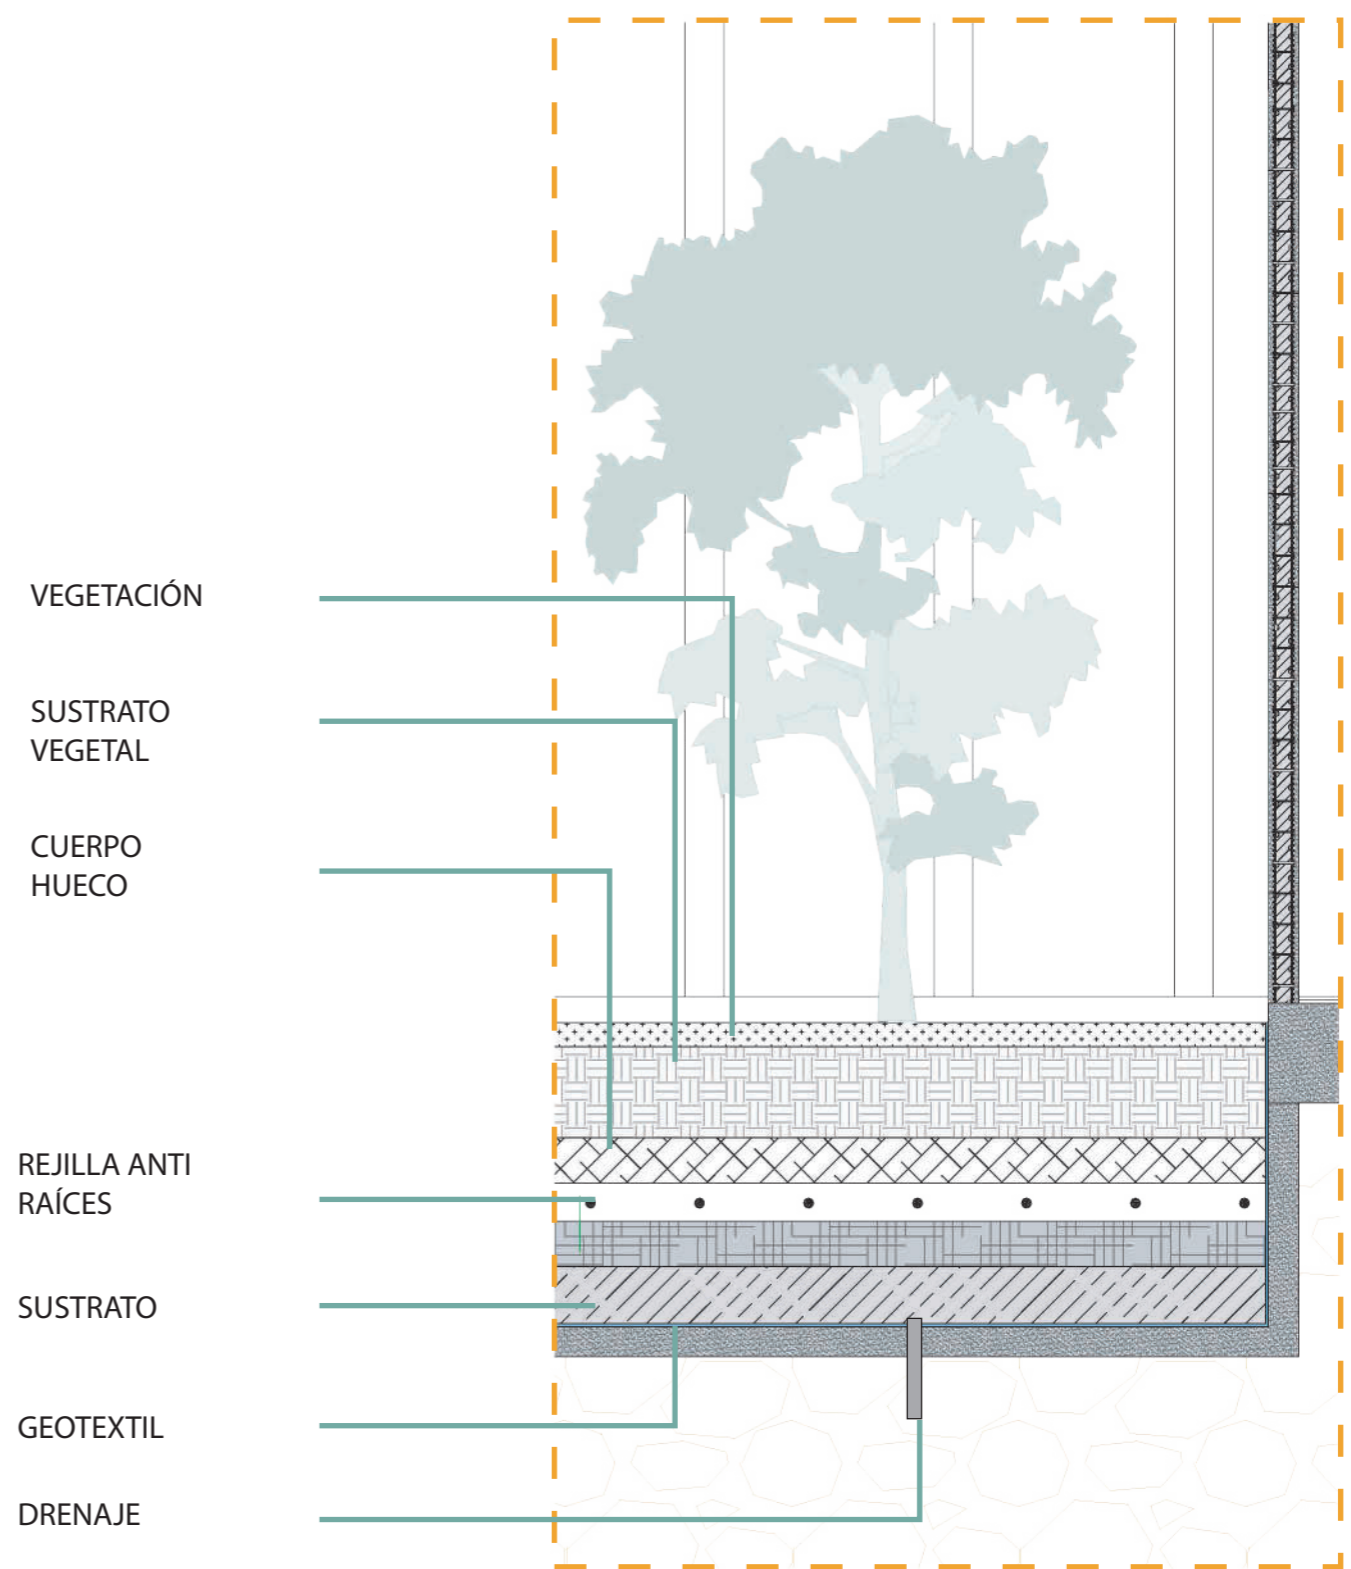 VEGETACIÓN
SUSTRATO
VEGETAL
CUERPO
HUECO
REJILLA ANTI
RAÍCES
SUSTRATO
GEOTEXTIL
DRENAJE